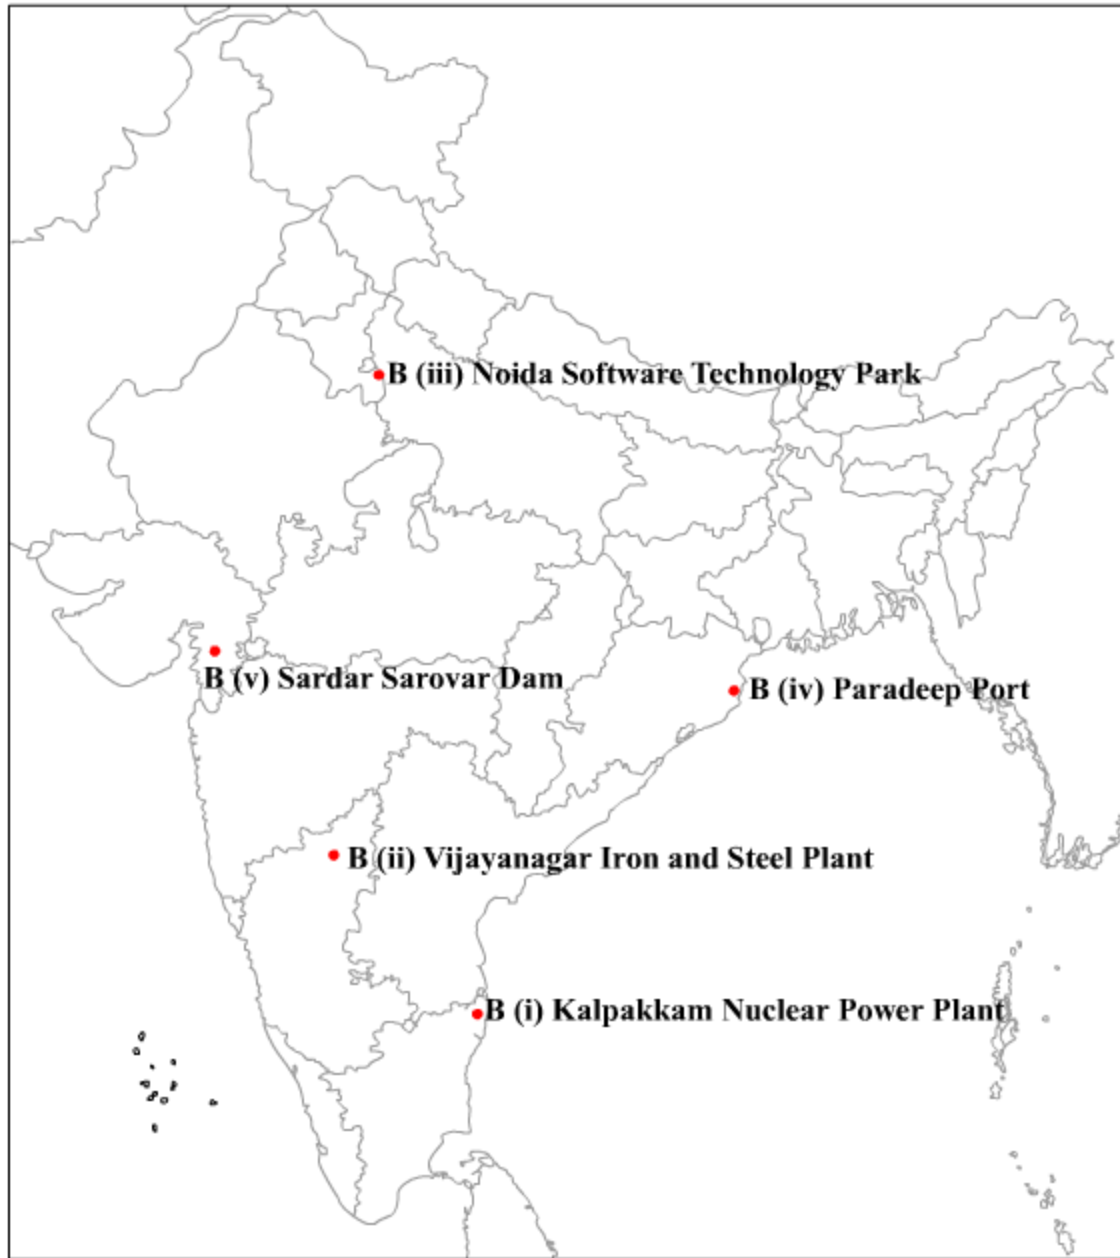 B (iii) Noida Software Technology Park
B (v) Sardar Sarovar Dam
B (iv) Paradeep Port
B (ii) Vijayanagar Iron and Steel Plant
B (i) Kalpakkam Nuclear Power Plant